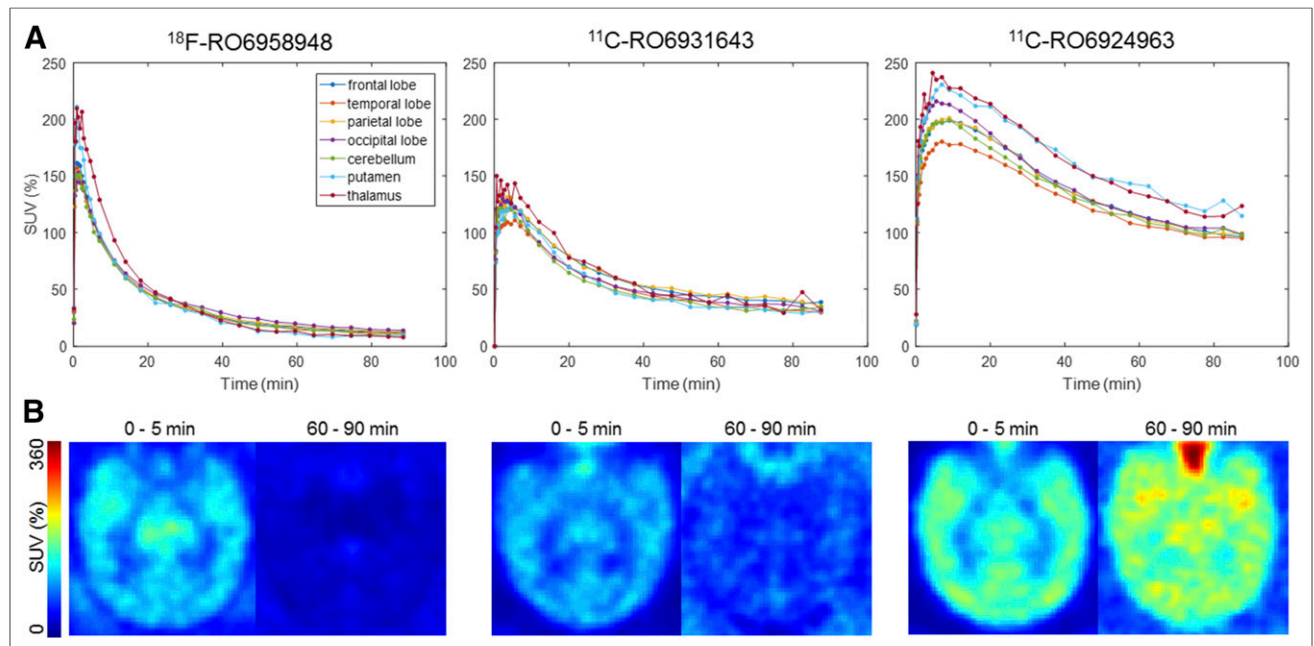 A
18F-RO6958948
11C-RO6931643
11C-RO6924963
SUV (%)
250
200
150
100
50
0
frontal lobe
temporal lobe
parietal lobe
occipital lobe
cerebellum
putamen
thalamus
0 20 40 60 80 100
Time (min)
250
200
150
100
50
0
0 20 40 60 80 100
Time (min)
250
200
150
100
50
0
0 20 40 60 80 100
Time (min)
B
360
SUV (%)
0
0 - 5 min
60 - 90 min
0 - 5 min
60 - 90 min
0 - 5 min
60 - 90 min